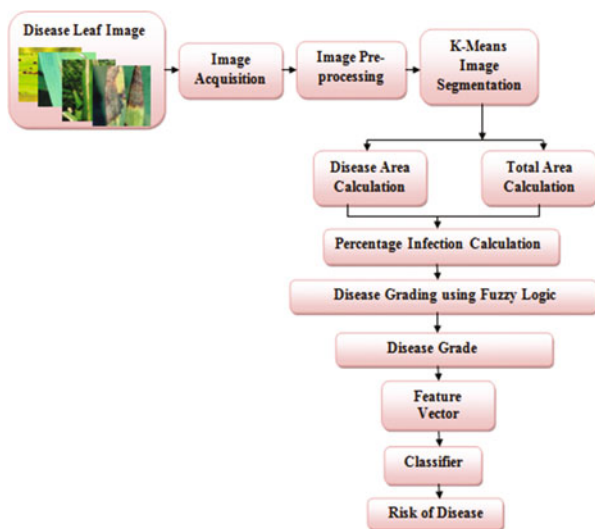 Disease Leaf Image
Image
Acquisition
Image Pre-
processing
K-Means
Image
Segmentation
Disease Area
Calculation
Total Area
Calculation
Percentage Infection Calculation
Disease Grading using Fuzzy Logic
Disease Grade
Feature
Vector
Classifier
Risk of Disease